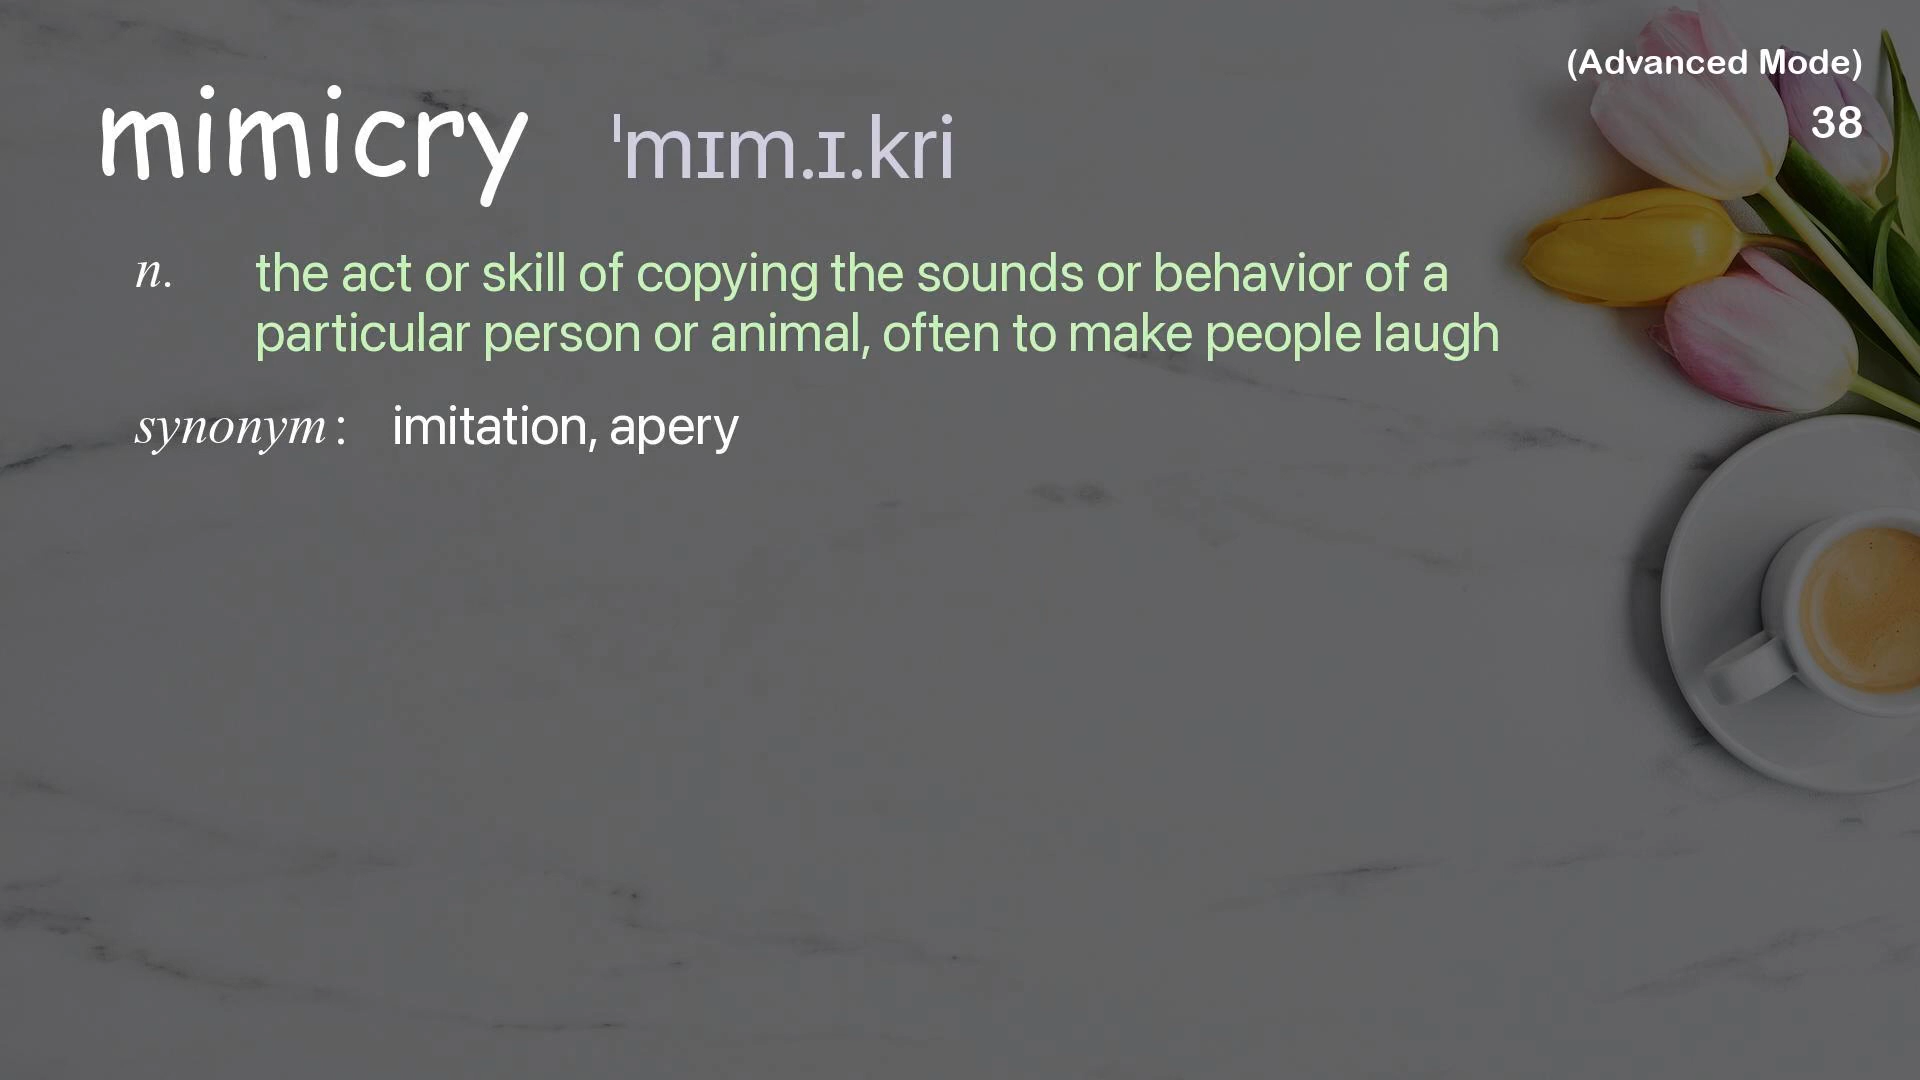 (Advanced Mode)
38
mimicry ˈmɪm.ɪ.kri
n. the act or skill of copying the sounds or behavior of a
particular person or animal, often to make people laugh
synonym : imitation, apery